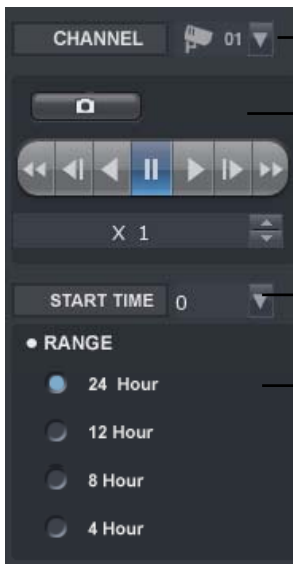 CHANNEL 01
X 1
START TIME 0
RANGE
24 Hour
12 Hour
8 Hour
4 Hour